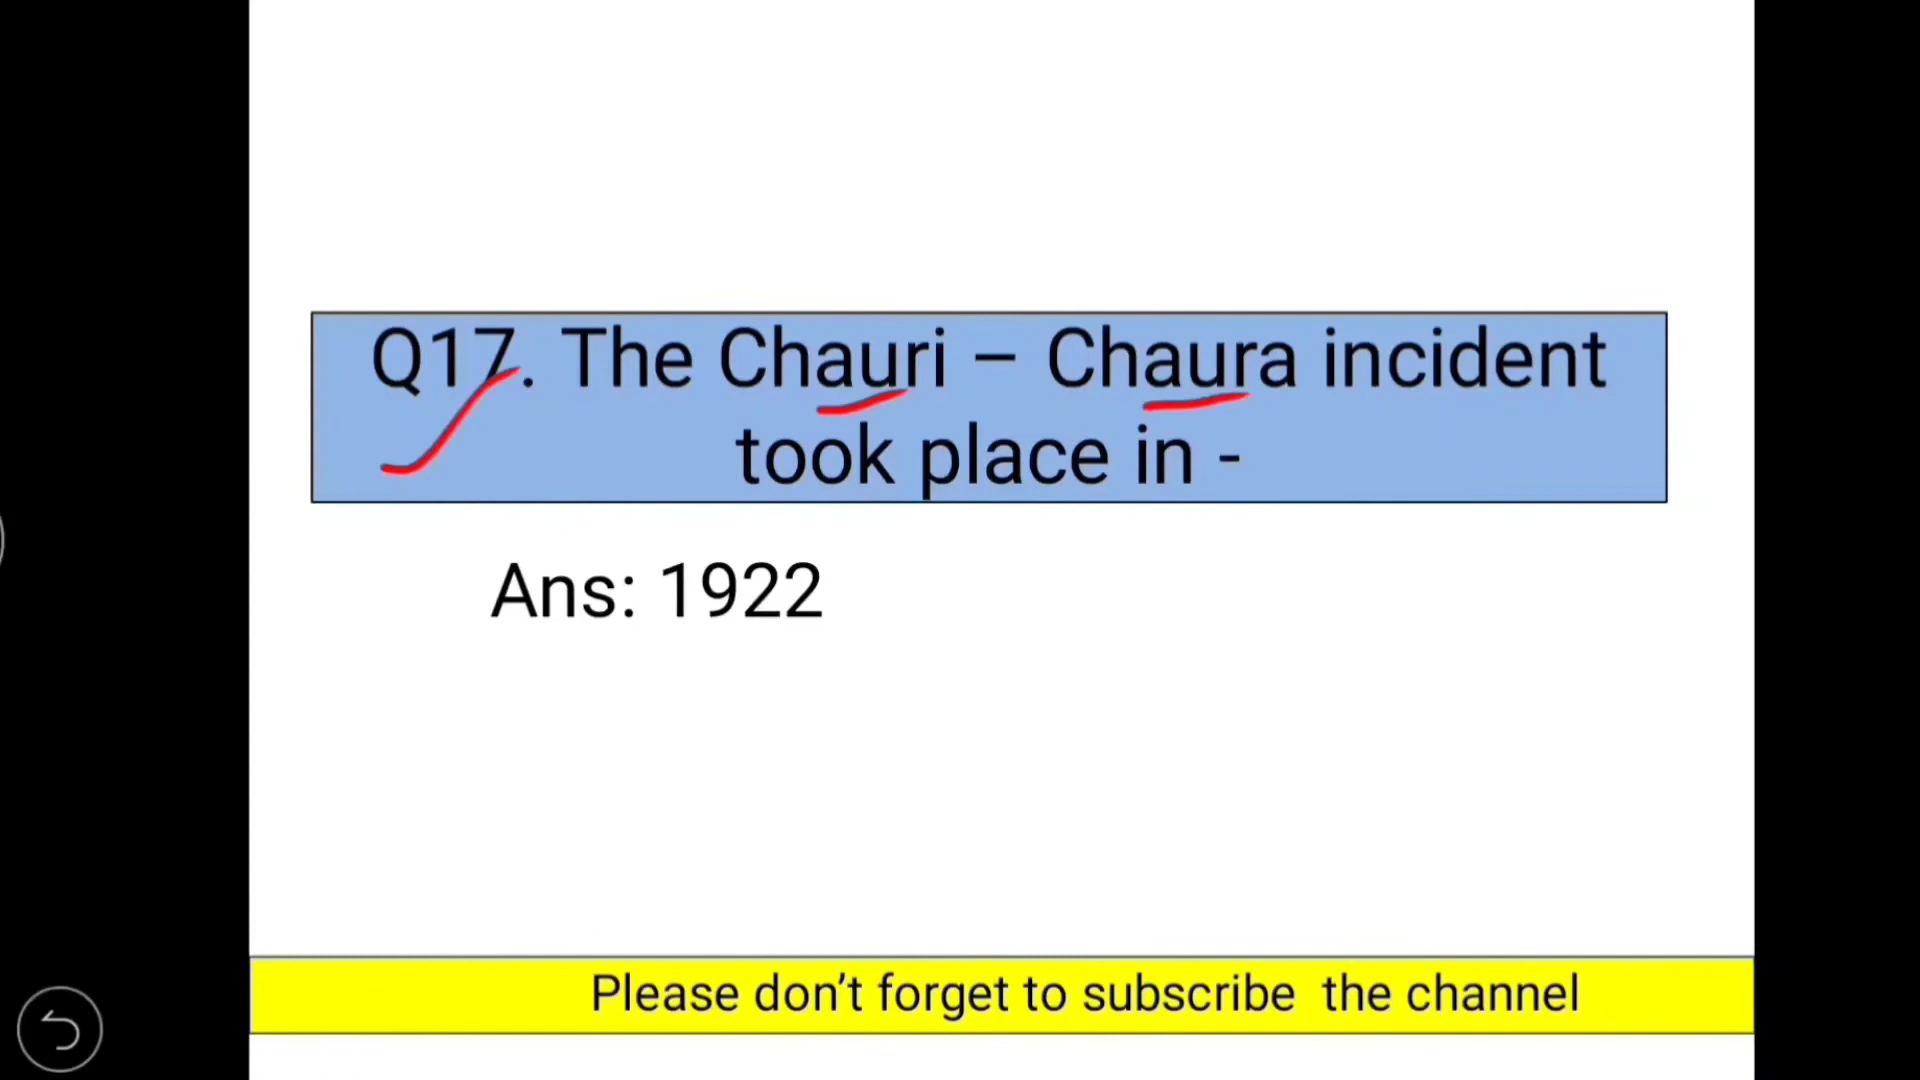 Q17. The Chauri – Chaura incident
took place in -
Ans: 1922
Please don’t forget to subscribe the channel